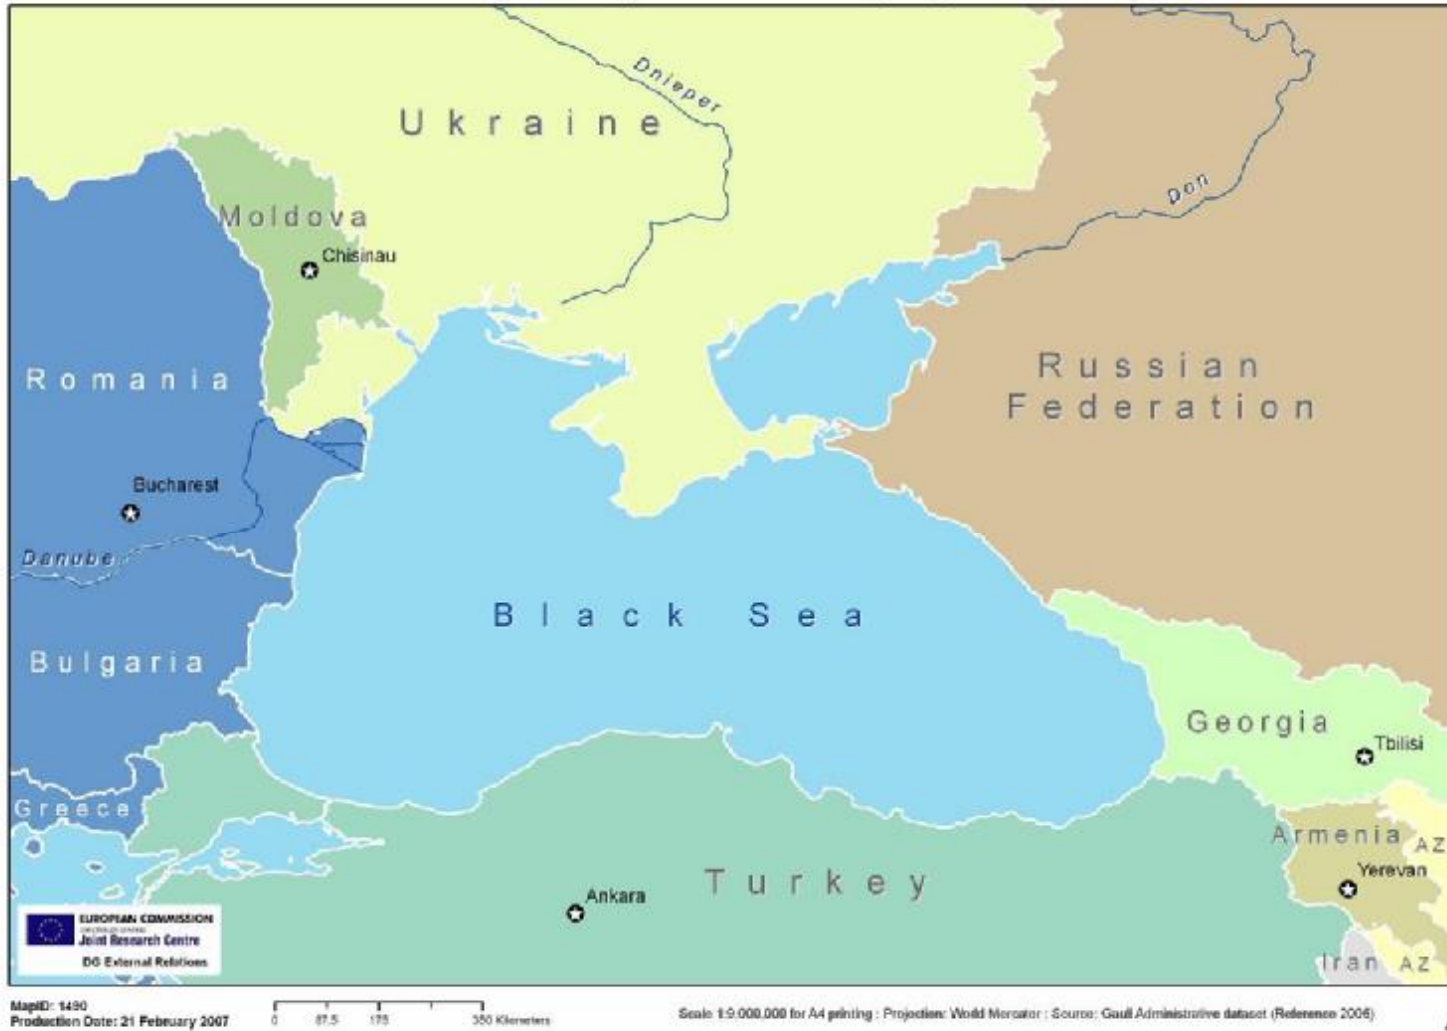 Dnieper
Ukraine
Don
Moldova
Chisinau
Romania
Russian
Federation
Bucharest
Danube
Black Sea
Bulgaria
Georgia
Tbilisi
Greece
Armenia
AZ
Yerevan
Turkey
Ankara
Iran
AZ
EUROPEAN COMMISSION
Joint Research Centre
DG External Relations
MapID: 1490
Production Date: 21 February 2007
0 87.5 175 350 Kilometers
Scale 1:9.000.000 for A4 printing : Projection: World Mercator : Source: Gaul Administrative dataset (Reference 2006)